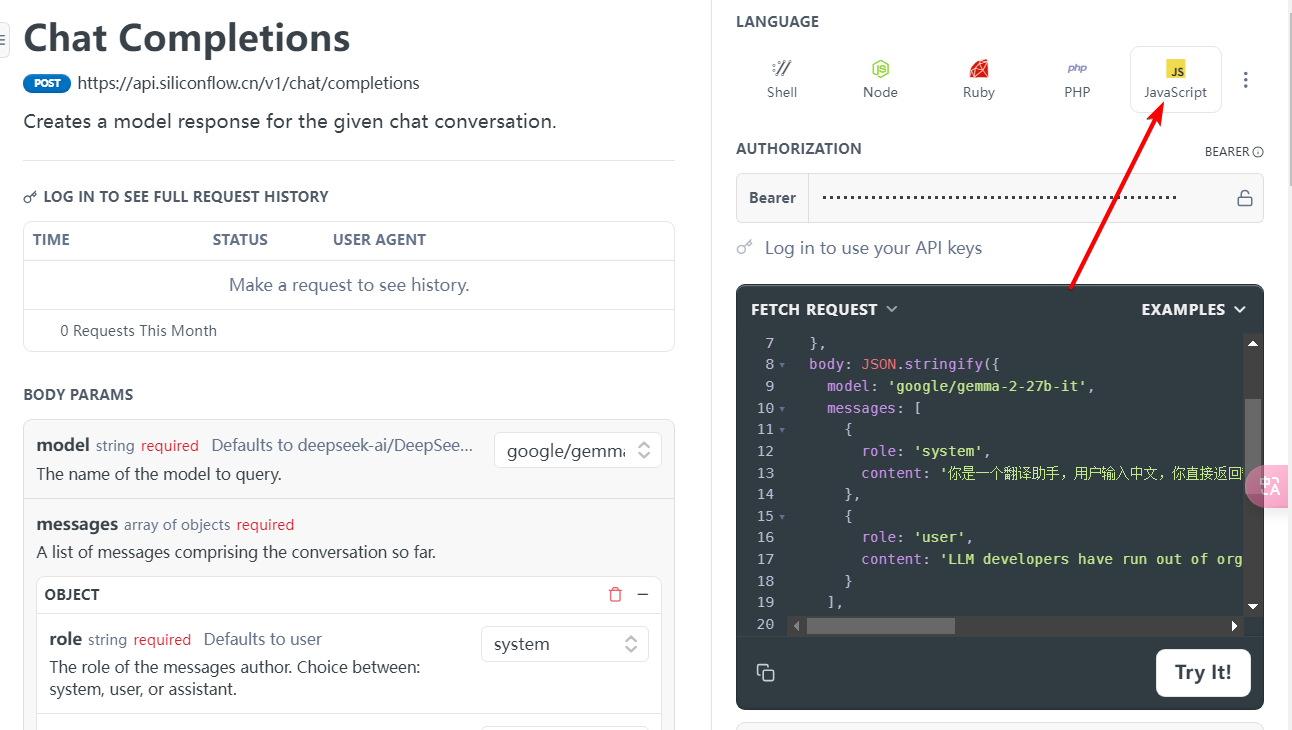 Chat Completions
POST https://api.siliconflow.cn/v1/chat/completions
Creates a model response for the given chat conversation.
LOG IN TO SEE FULL REQUEST HISTORY
TIME STATUS USER AGENT
Make a request to see history.
0 Requests This Month
BODY PARAMS
model string required Defaults to deepseek-ai/DeepSee...
google/gemma
The name of the model to query.
messages array of objects required
A list of messages comprising the conversation so far.
OBJECT
role string required Defaults to user
system
The role of the messages author. Choice between:
system, user, or assistant.
LANGUAGE
Shell Node Ruby PHP JavaScript
AUTHORIZATION
BEARER
Bearer
Log in to use your API keys
FETCH REQUEST EXAMPLES
7 },
8 body: JSON.stringify({
9 model: 'google/gemma-2-27b-it',
10 messages: [
11 {
12 role: 'system',
13 content: '你是一个翻译助手，用户输入中文，你直接返回
14 },
15 {
16 role: 'user',
17 content: 'LLM developers have run out of org
18 }
19 ],
20
Try It!